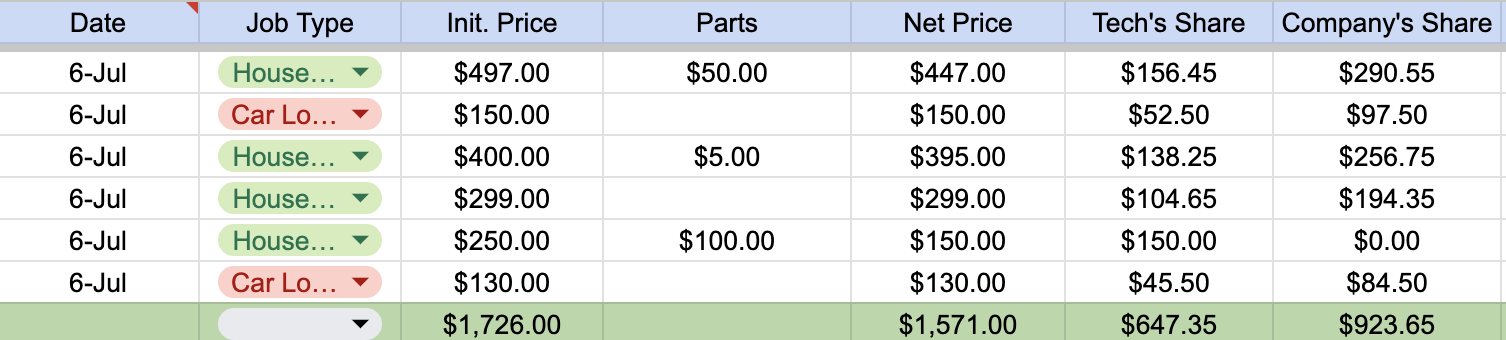 Date Job Type Init. Price Parts Net Price Tech's Share Company's Share
6-Jul House... $497.00 $50.00 $447.00 $156.45 $290.55
6-Jul Car Lo... $150.00 $150.00 $52.50 $97.50
6-Jul House... $400.00 $5.00 $395.00 $138.25 $256.75
6-Jul House... $299.00 $299.00 $104.65 $194.35
6-Jul House... $250.00 $100.00 $150.00 $150.00 $0.00
6-Jul Car Lo... $130.00 $130.00 $45.50 $84.50
$1,726.00 $1,571.00 $647.35 $923.65